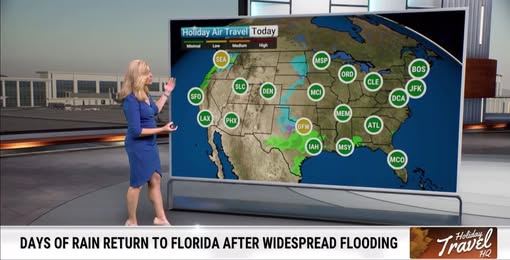 Holiday Air Travel Today
Minimal Low Medium High
SEA
MSP
BOS
ORD
CLE
JFK
SLC
DEN
SFO
MCI
DCA
MEM
LAX
PHX
DFW
ATL
IAH
MSY
MCO
DAYS OF RAIN RETURN TO FLORIDA AFTER WIDESPREAD FLOODING
Holiday
Travel
HQ